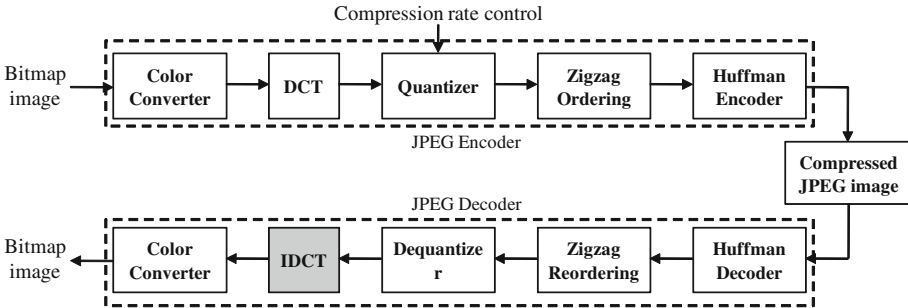 Compression rate control
Bitmap
image
Color
Converter
DCT
Quantizer
Zigzag
Ordering
Huffman
Encoder
JPEG Encoder
Compressed
JPEG image
JPEG Decoder
Bitmap
image
Color
Converter
IDCT
Dequantize
r
Zigzag
Reordering
Huffman
Decoder